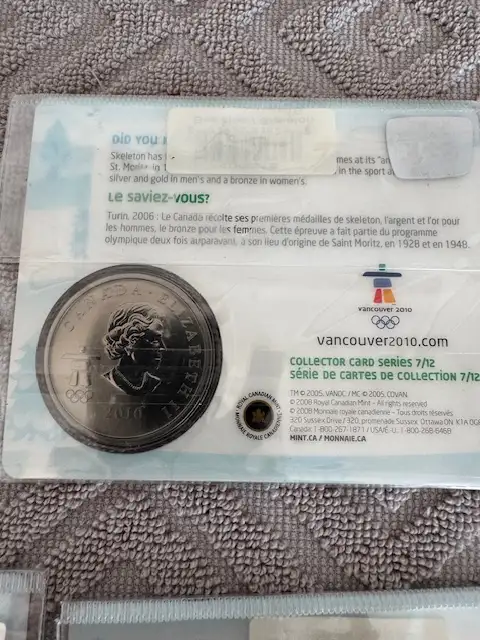 DID YOU
Skeleton has
St. Moritz in 1
mes at its
in the sport a
silver and gold in men's and a bronze in women's.
Le saviez-vous?
Turin, 2006 : Le Canada récolte ses premières médailles de skeleton, l'argent et l'or pour
les hommes, le bronze pour les femmes. Cette épreuve a fait partie du programme
olympique deux fois auparavant, à son lieu d'origine de Saint Moritz, en 1928 et en 1948.
CANADA · ELIZABETH II
2010
vancouver 2010
vancouver2010.com
COLLECTOR CARD SERIES 7/12
SÉRIE DE CARTES DE COLLECTION 7/12
ROYAL CANADIAN MINT
MONNAIE ROYALE CANADIENNE
TM © 2005, VANOC / MC © 2005, COVAN.
© 2008 Royal Canadian Mint - All rights reserved
© 2008 Monnaie royale canadienne - Tous droits réservés
320 Sussex Drive / 320, promenade Sussex, Ottawa ON, K1A 0G8
Canada: 1-800-267-1871 / USA/É-U.: 1-800-268-6468
MINT.CA / MONNAIE.CA